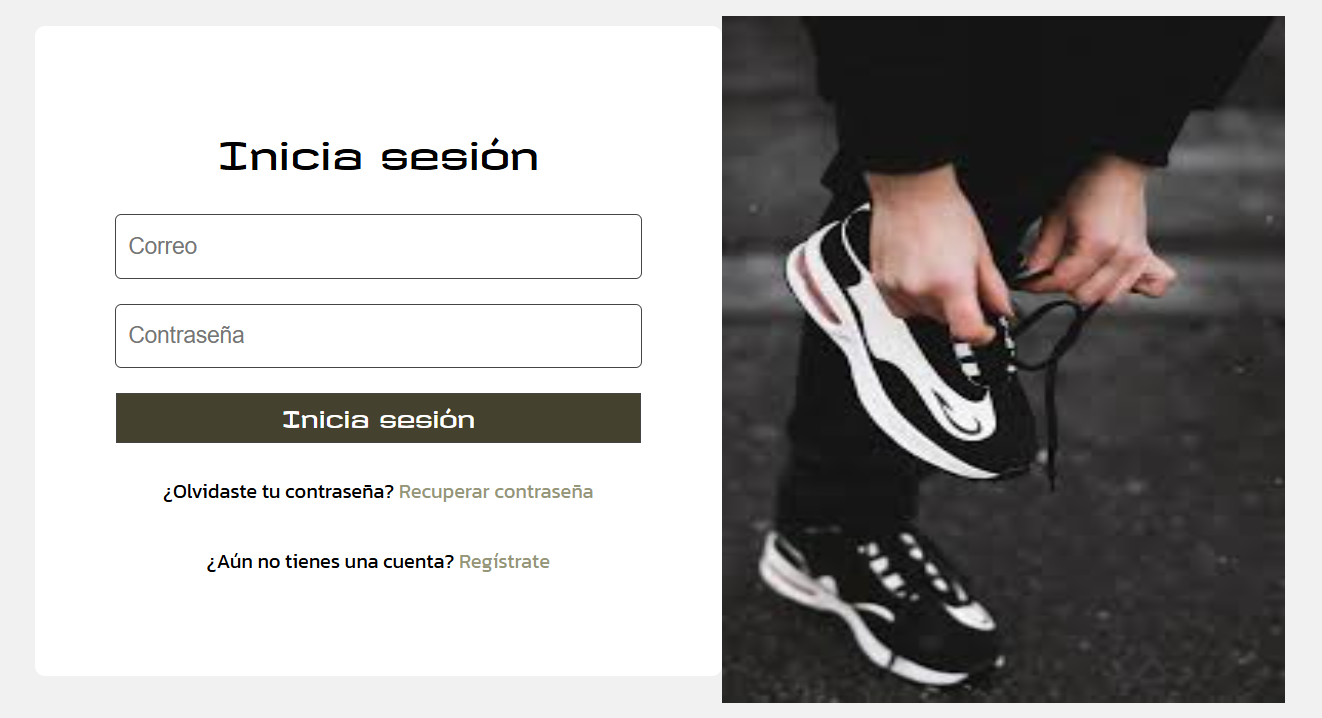 Inicia sesión
Correo
Contraseña
Inicia sesión
¿Olvidaste tu contraseña? Recuperar contraseña
¿Aún no tienes una cuenta? Regístrate